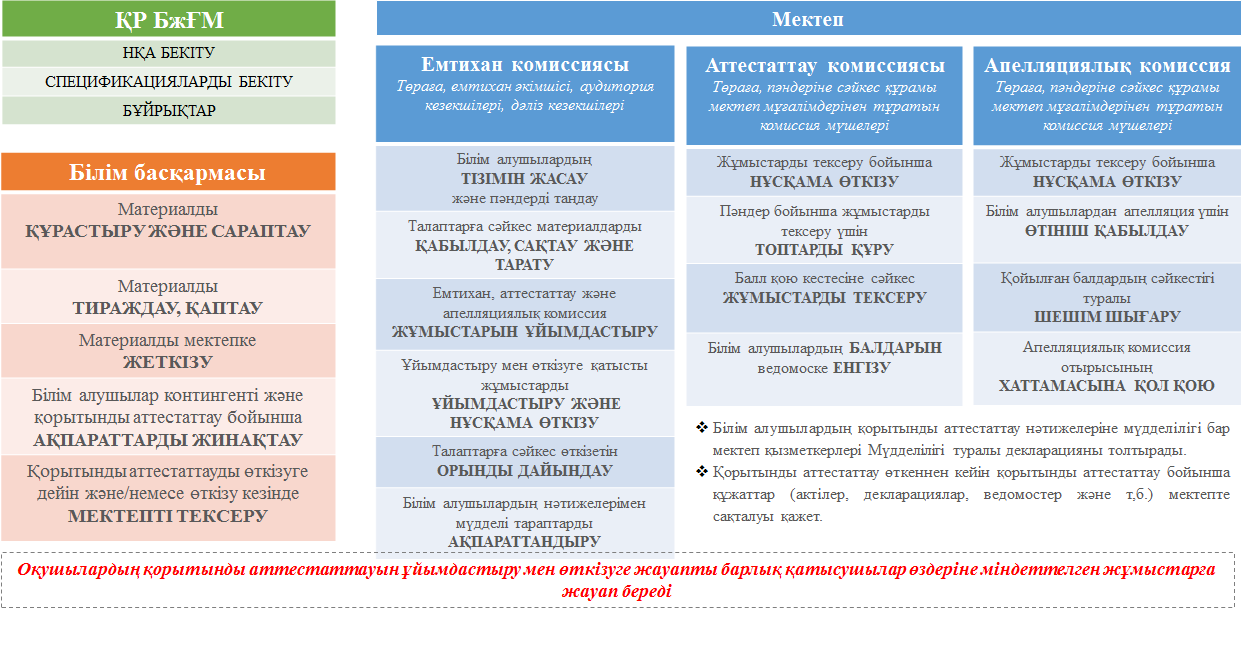 ҚР БжҒМ
НҚА БЕКІТУ
СПЕЦИФИКАЦИЯЛАРДЫ БЕКІТУ
БҰЙРЫҚТАР
Білім басқармасы
Материалды
ҚҰРАСТЫРУ ЖӘНЕ САРАПТАУ
Материалды
ТИРАЖДАУ, ҚАПТАУ
Материалды мектепке
ЖЕТКІЗУ
Білім алушылар контингенті және
қорытынды аттестаттау бойынша
АҚПАРАТТАРДЫ ЖИНАҚТАУ
Қорытынды аттестаттауды өткізуге
дейін және/немесе өткізу кезінде
МЕКТЕПТІ ТЕКСЕРУ
Мектеп
Емтихан комиссиясы
Төраға, емтихан әкімшісі, аудитория
кезекшілері, дәліз кезекшілері
Білім алушылардың
ТІЗІМІН ЖАСАУ
және пәндерді таңдау
Талаптарға сәйкес материалдарды
ҚАБЫЛДАУ, САҚТАУ ЖӘНЕ
ТАРАТУ
Емтихан, аттестаттау және
апелляциялық комиссия
ЖҰМЫСТАРЫН ҰЙЫМДАСТЫРУ
Ұйымдастыру мен өткізуге қатысты
жұмыстарды
ҰЙЫМДАСТЫРУ ЖӘНЕ
НҰСҚАМА ӨТКІЗУ
Талаптарға сәйкес өткізетін
ОРЫНДЫ ДАЙЫНДАУ
Білім алушылардың нәтижелерімен
мүдделі тараптарды
АҚПАРАТТАНДЫРУ
Аттестаттау комиссиясы
Төраға, пәндеріне сәйкес құрамы
мектеп мұғалімдерінен тұратын
комиссия мүшелері
Жұмыстарды тексеру бойынша
НҰСҚАМА ӨТКІЗУ
Пәндер бойынша жұмыстарды
тексеру үшін
ТОПТАРДЫ ҚҰРУ
Балл қою кестесіне сәйкес
ЖҰМЫСТАРДЫ ТЕКСЕРУ
Білім алушылардың БАЛДАРЫН
ведомоске ЕНГІЗУ
Апелляциялық комиссия
Төраға, пәндеріне сәйкес құрамы
мектеп мұғалімдерінен тұратын
комиссия мүшелері
Жұмыстарды тексеру бойынша
НҰСҚАМА ӨТКІЗУ
Білім алушылардан апелляция үшін
ӨТІНІШ ҚАБЫЛДАУ
Қойылған балдардың сәйкестігі
туралы
ШЕШІМ ШЫҒАРУ
Апелляциялық комиссия
отырысының
ХАТТАМАСЫНА ҚОЛ ҚОЮ
❖ Білім алушылардың қорытынды аттестаттау нәтижелеріне мүдделілігі бар
мектеп қызметкерлері Мүдделілігі туралы декларацияны толтырады.
❖ Қорытынды аттестаттау өткеннен кейін қорытынды аттестаттау бойынша
құжаттар (актілер, декларациялар, ведомостер және т,б.) мектепте
сақталуы қажет.
Оқушылардың қорытынды аттестаттауын ұйымдастыру мен өткізуге жауапты барлық қатысушылар өздеріне міндеттелген жұмыстарға
жауап береді